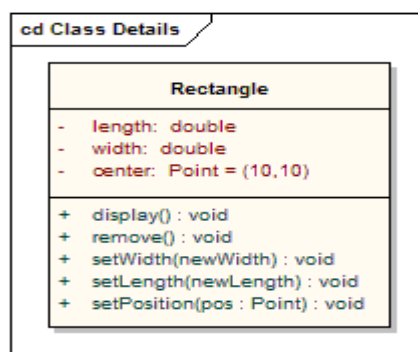 cd Class Details
Rectangle
- length: double
- width: double
- center: Point = (10,10)
+ display() : void
+ remove() : void
+ setWidth(newWidth) : void
+ setLength(newLength) : void
+ setPosition(pos : Point) : void